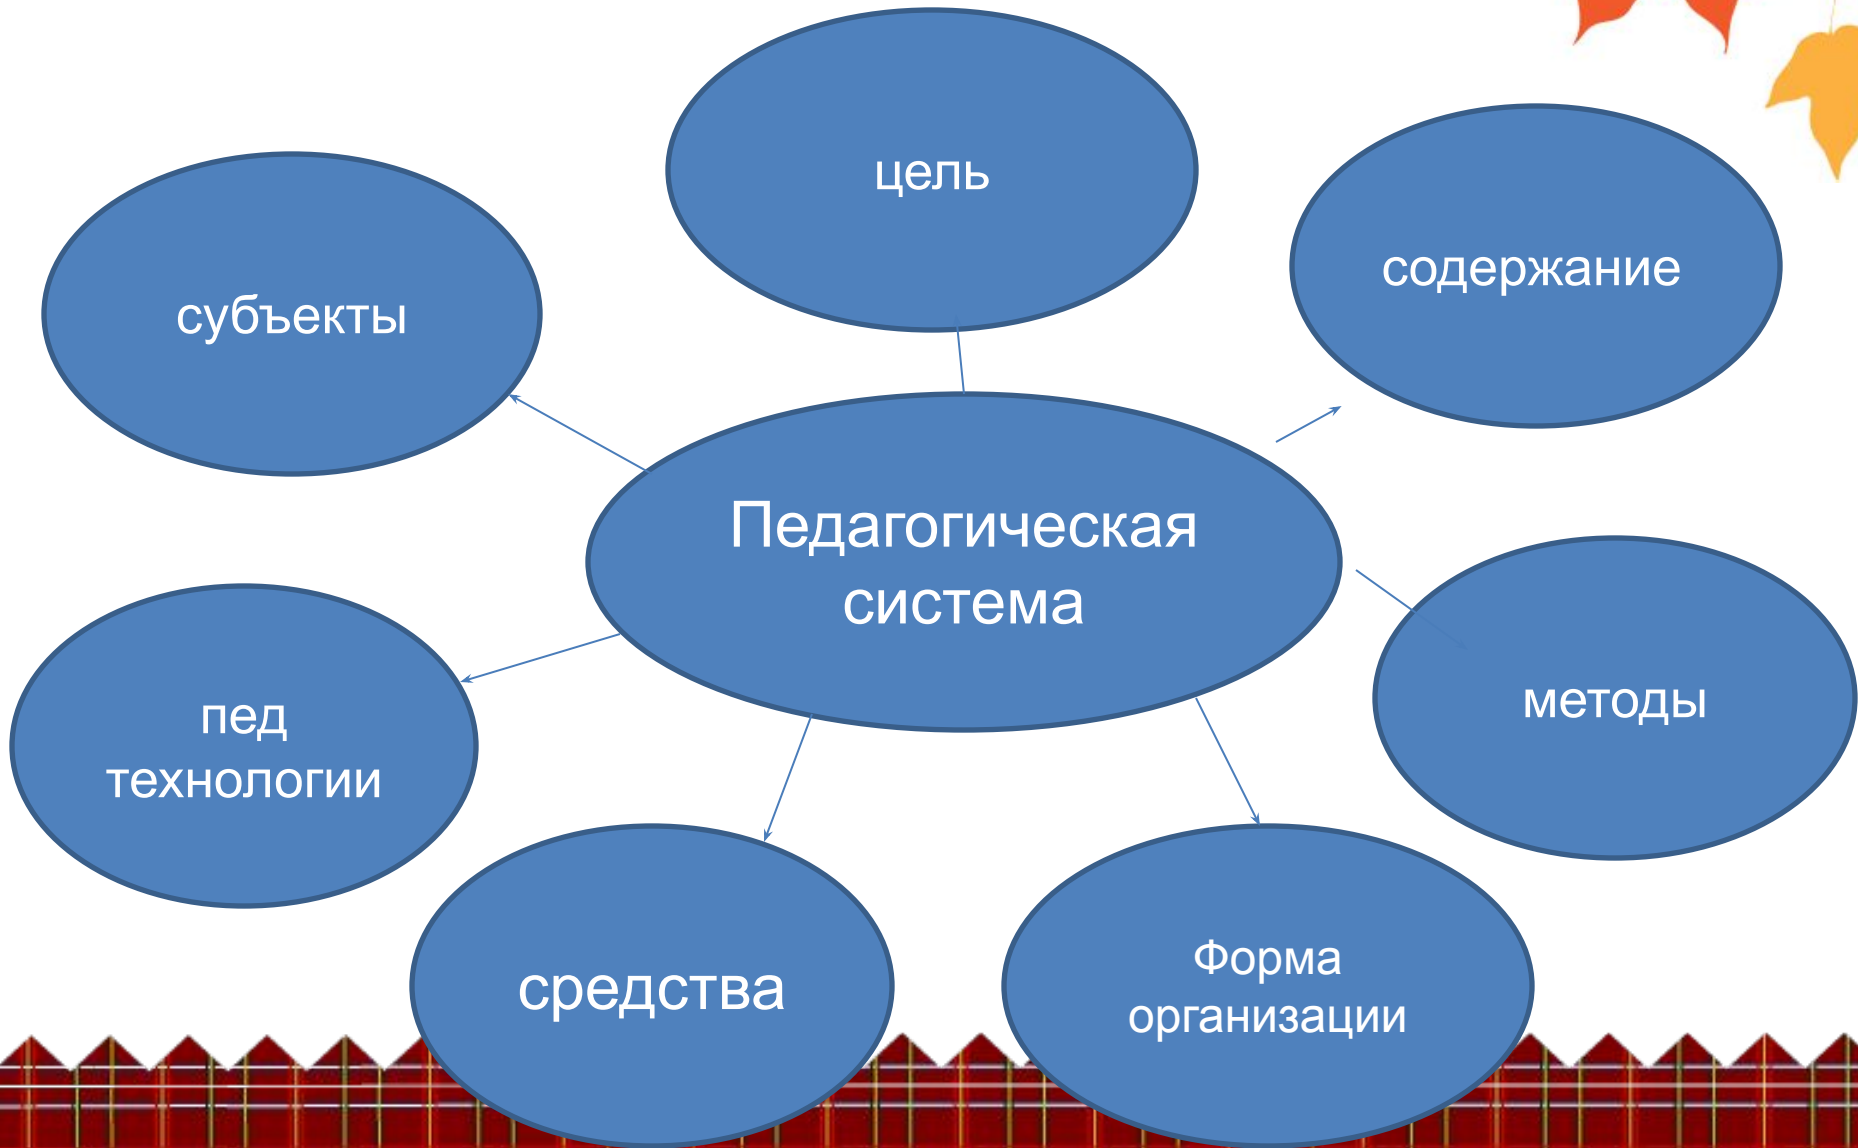 цель
содержание
субъекты
Педагогическая
система
методы
пед
технологии
средства
Форма
организации